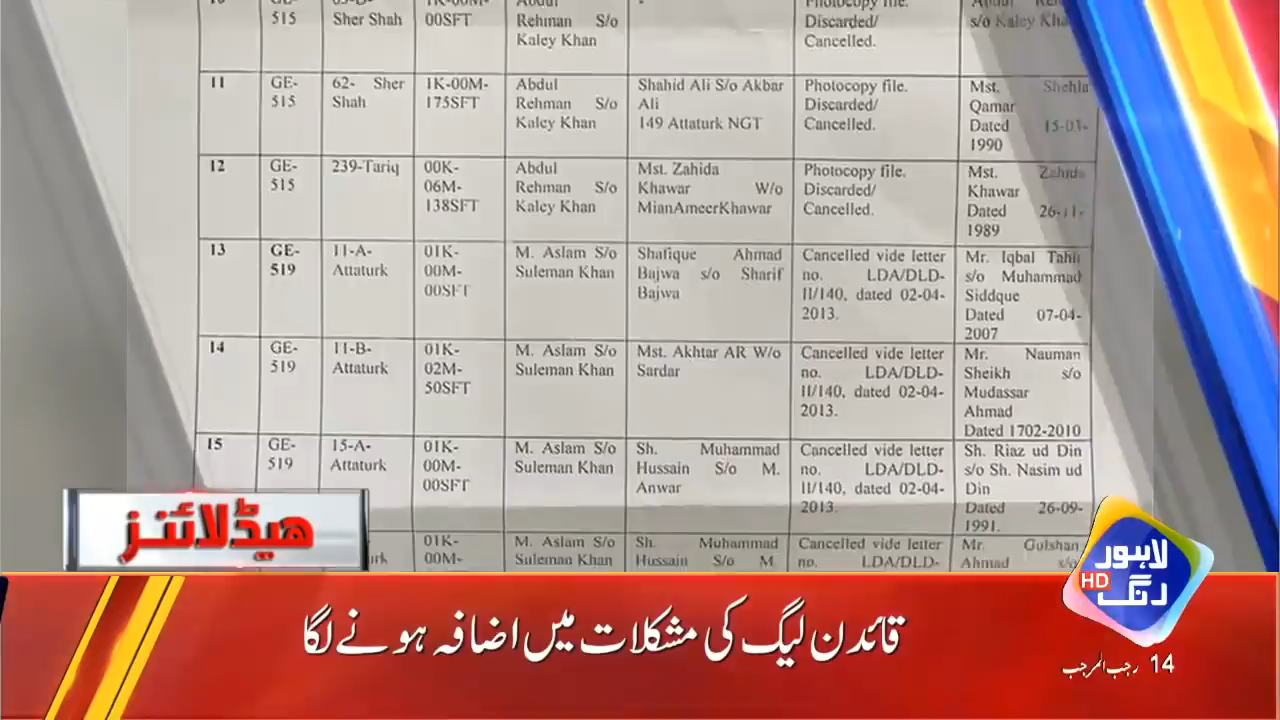 10 GE- 03-D- 1K-00M- Abdul - Photocopy file. Abdul Rehman
515 Sher Shah 00SFT Rehman S/o Discarded/ s/o Kaley Khan
Kaley Khan Cancelled.
11 GE- 62- Sher 1K-00M- Abdul Shahid Ali S/o Akbar Photocopy file. Mst. Shehla
515 Shah 175SFT Rehman S/o Ali Discarded/ Qamar
Kaley Khan 149 Attaturk NGT Cancelled. Dated 15-03-
1990
12 GE- 239-Tariq 00K- Abdul Mst. Zahida Photocopy file. Mst. Zahida
515 06M- Rehman S/o Khawar W/o Discarded/ Khawar
138SFT Kaley Khan MianAmeerKhawar Cancelled. Dated 26-11-
1989
13 GE- 11-A- 01K- M. Aslam S/o Shafique Ahmad Cancelled vide letter Mr. Iqbal Tahir
519 Attaturk 00M- Suleman Khan Bajwa s/o Sharif no. LDA/DLD- s/o Muhammad
00SFT Bajwa II/140, dated 02-04- Siddque
2013. Dated 07-04-
2007
14 GE- 11-B- 01K- M. Aslam S/o Mst. Akhtar AR W/o Cancelled vide letter Mr. Nauman
519 Attaturk 02M- Suleman Khan Sardar no. LDA/DLD- Sheikh s/o
50SFT II/140, dated 02-04- Mudassar
2013. Ahmad
Dated 1702-2010
15 GE- 15-A- 01K- M. Aslam S/o Sh. Muhammad Cancelled vide letter Sh. Riaz ud Din
519 Attaturk 00M- Suleman Khan Hussain S/o M. no. LDA/DLD- s/o Sh. Nasim ud
00SFT Anwar II/140, dated 02-04- Din
2013. Dated 26-09-
1991.
01K- M. Aslam S/o Sh. Muhammad Cancelled vide letter Mr. Gulshan
00M- Suleman Khan Hussain S/o M no. LDA/DLD- Ahmad s/o
ہیڈلائنز
لاہور
رنگ HD
قائدن لیگ کی مشکلات میں اضافہ ہونے لگا
14 رجب المرجب